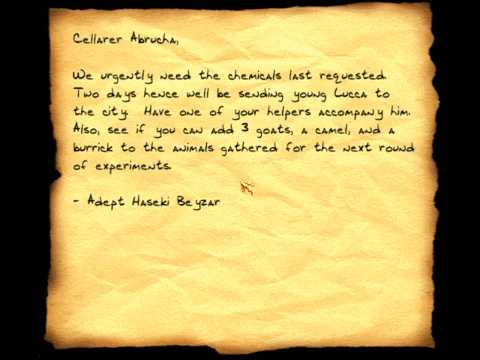 Cellarer Abrucha,
We urgently need the chemicals last requested.
Two days hence well be sending young Lucca to
the city. Have one of your helpers accompany him.
Also, see if you can add 3 goats, a camel, and a
burrick to the animals gathered for the next round
of experiments.
- Adept Haseki Beyzar